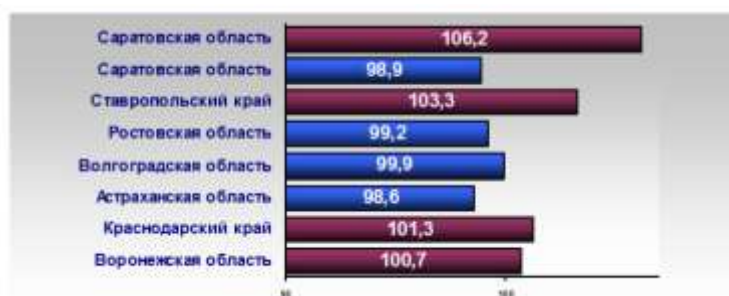 Саратовская область 106,2
Саратовская область 98,9
Ставропольский край 103,3
Ростовская область 99,2
Волгоградская область 99,9
Астраханская область 98,6
Краснодарский край 101,3
Воронежская область 100,7